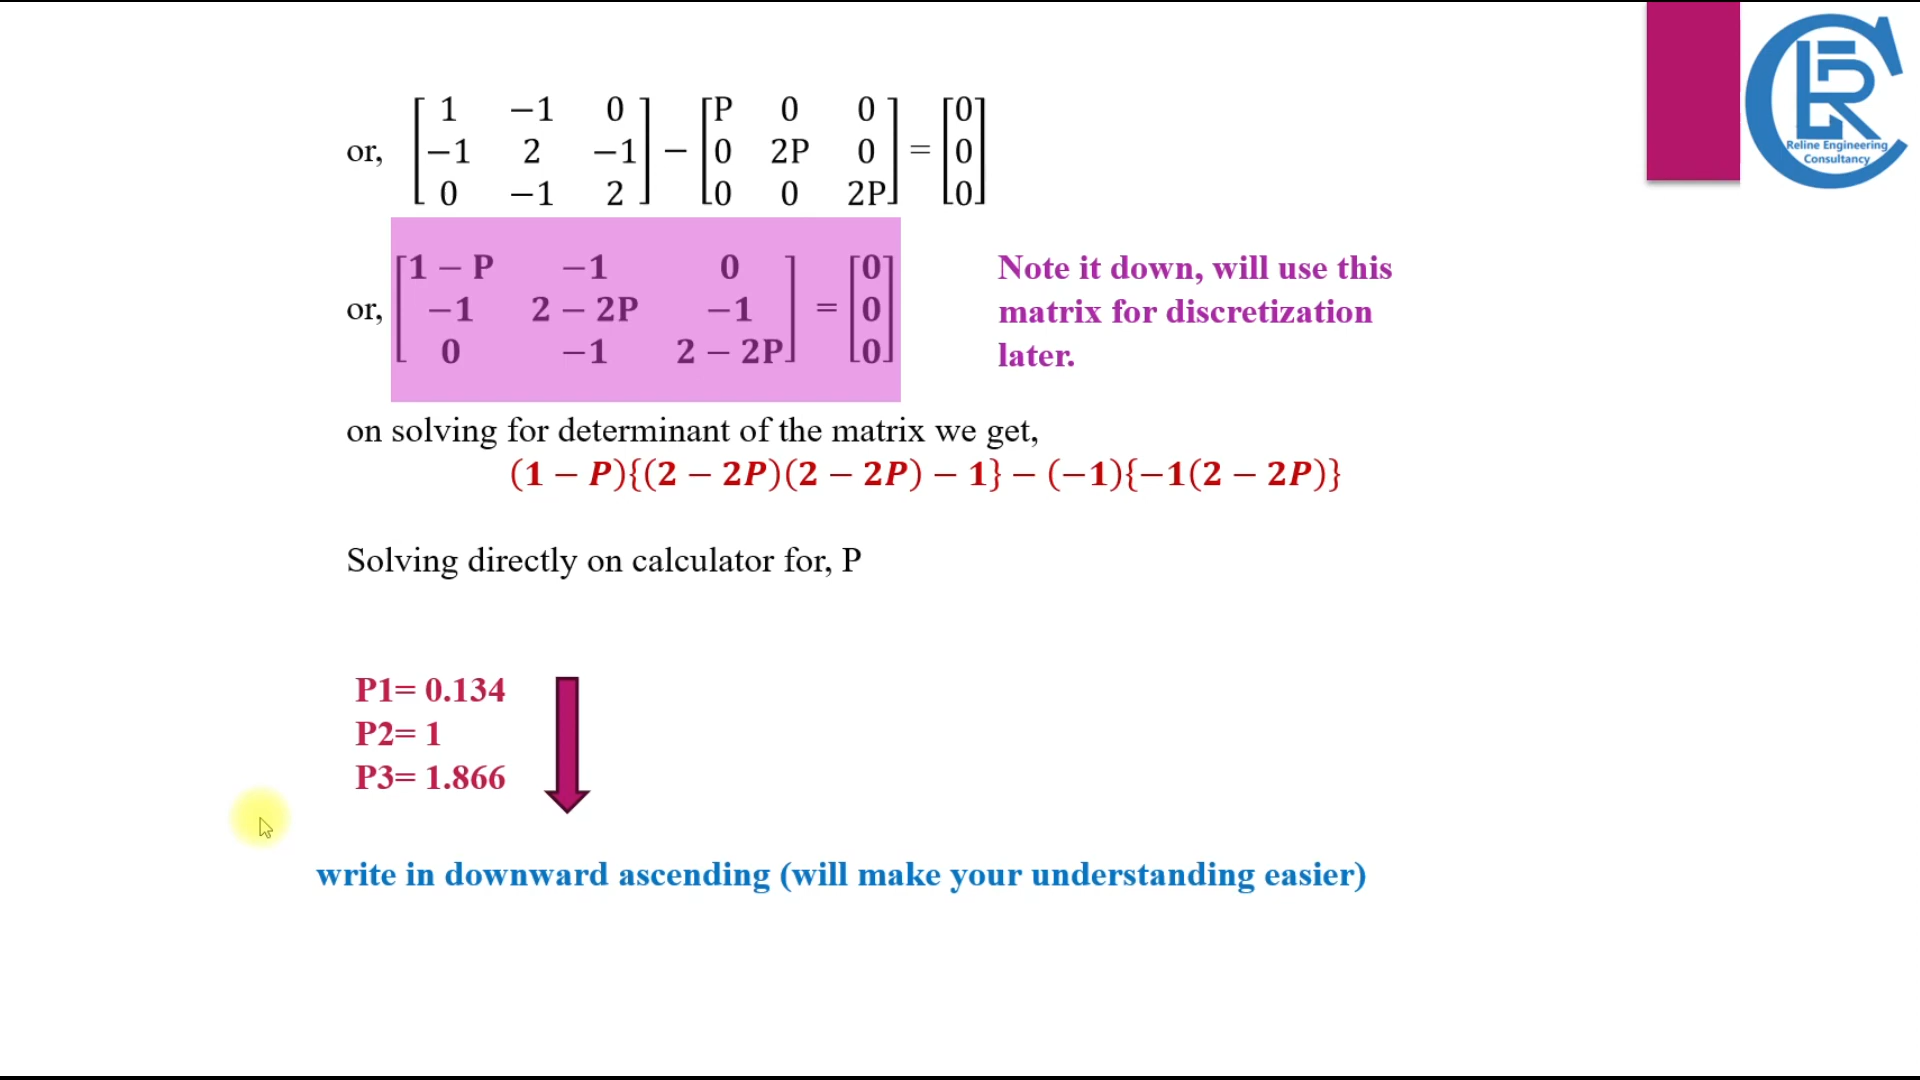 or, [1 −1 0; −1 2 −1; 0 −1 2] − [P 0 0; 0 2P 0; 0 0 2P] = [0; 0; 0]
or, [1 − P −1 0; −1 2 − 2P −1; 0 −1 2 − 2P] = [0; 0; 0]
Note it down, will use this
matrix for discretization
later.
on solving for determinant of the matrix we get,
(1 − P){(2 − 2P)(2 − 2P) − 1} − (−1){−1(2 − 2P)}
Solving directly on calculator for, P
P1= 0.134
P2= 1
P3= 1.866
write in downward ascending (will make your understanding easier)
Reline Engineering
Consultancy